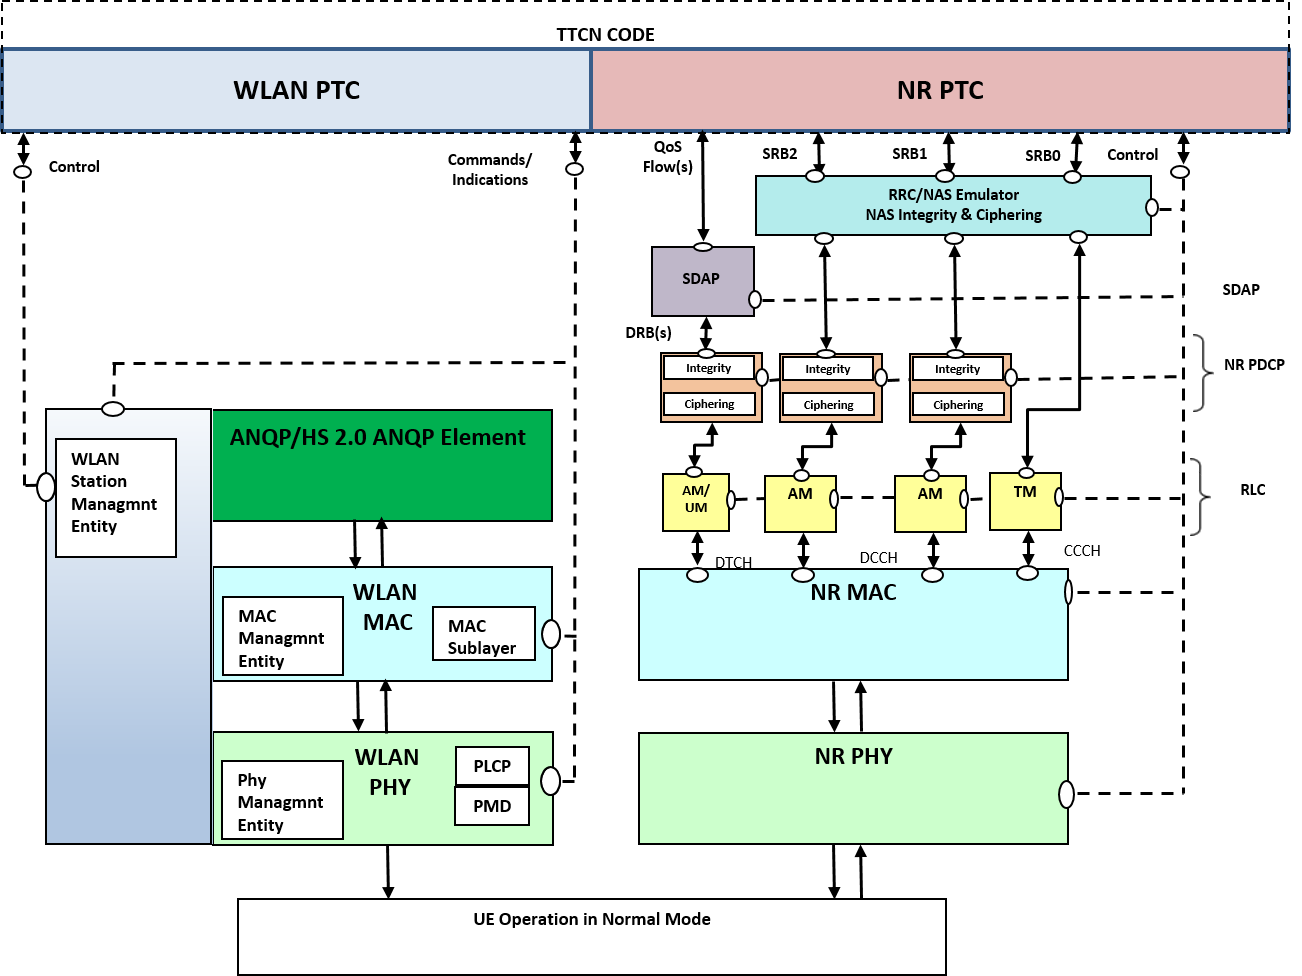 TTCN CODE
WLAN PTC
NR PTC
Control
Commands/
Indications
QoS
Flow(s)
SRB2
SRB1
SRB0
Control
RRC/NAS Emulator
NAS Integrity & Ciphering
SDAP
SDAP
DRB(s)
Integrity
Ciphering
Integrity
Ciphering
Integrity
Ciphering
NR PDCP
ANQP/HS 2.0 ANQP Element
WLAN
Station
Managmnt
Entity
AM/
UM
AM
AM
TM
RLC
DTCH
DCCH
CCCH
WLAN
MAC
MAC
Managmnt
Entity
MAC
Sublayer
NR MAC
WLAN
PHY
Phy
Managmnt
Entity
PLCP
PMD
NR PHY
UE Operation in Normal Mode